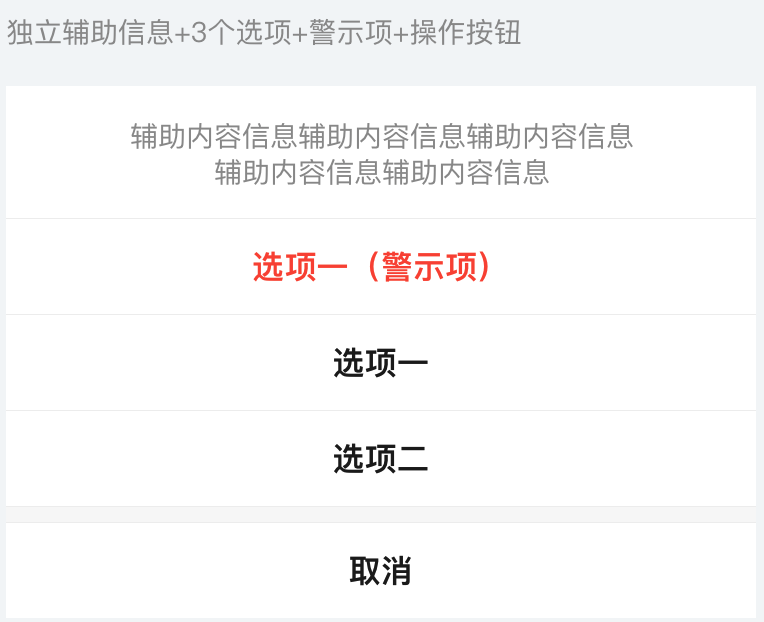 独立辅助信息+3个选项+警示项+操作按钮
辅助内容信息辅助内容信息辅助内容信息
辅助内容信息辅助内容信息
选项一（警示项）
选项一
选项二
取消